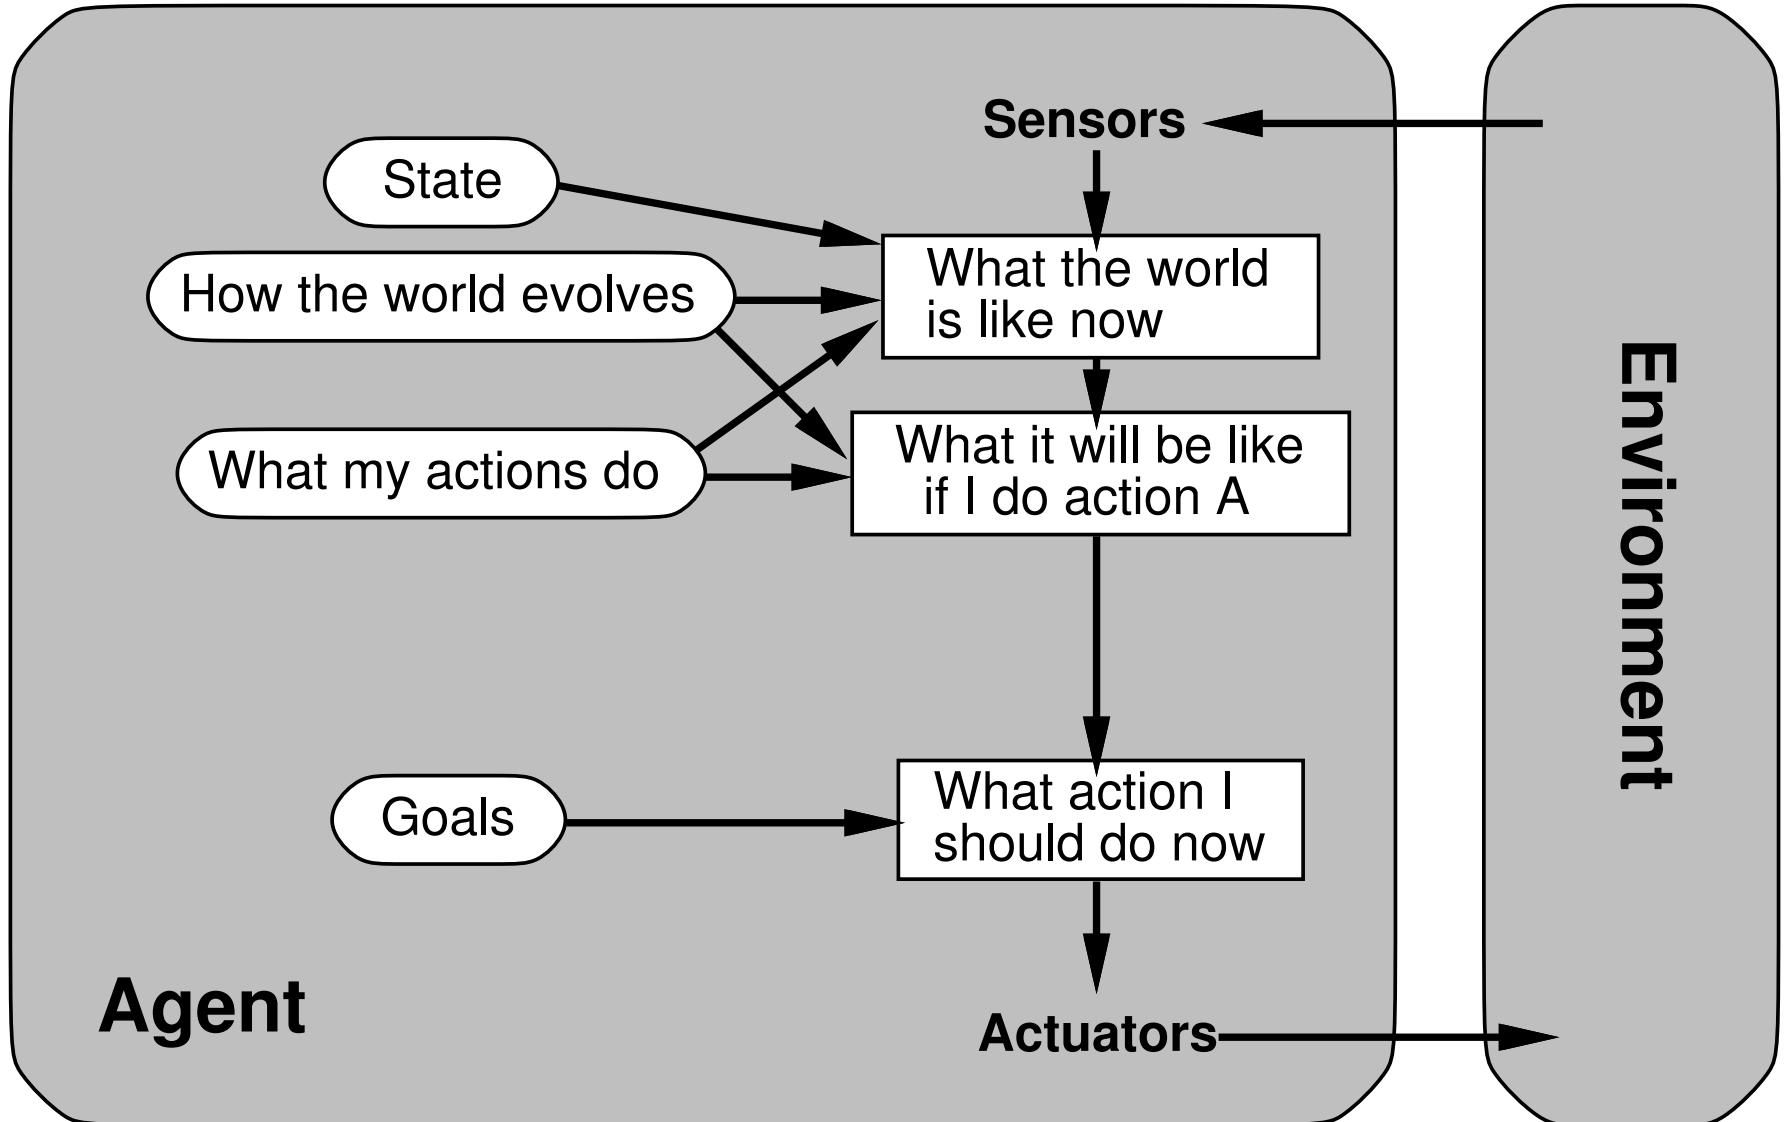 Sensors
State
What the world
is like now
How the world evolves
What it will be like
if I do action A
What my actions do
Goals
What action I
should do now
Agent
Actuators
Environment